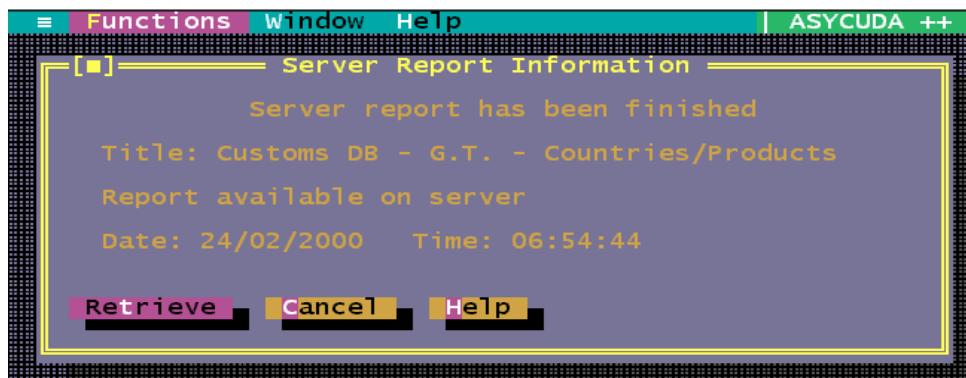 ≡ Functions Window Help | ASYCUDA ++
[■] Server Report Information
Server report has been finished
Title: Customs DB - G.T. - Countries/Products
Report available on server
Date: 24/02/2000 Time: 06:54:44
Retrieve Cancel Help